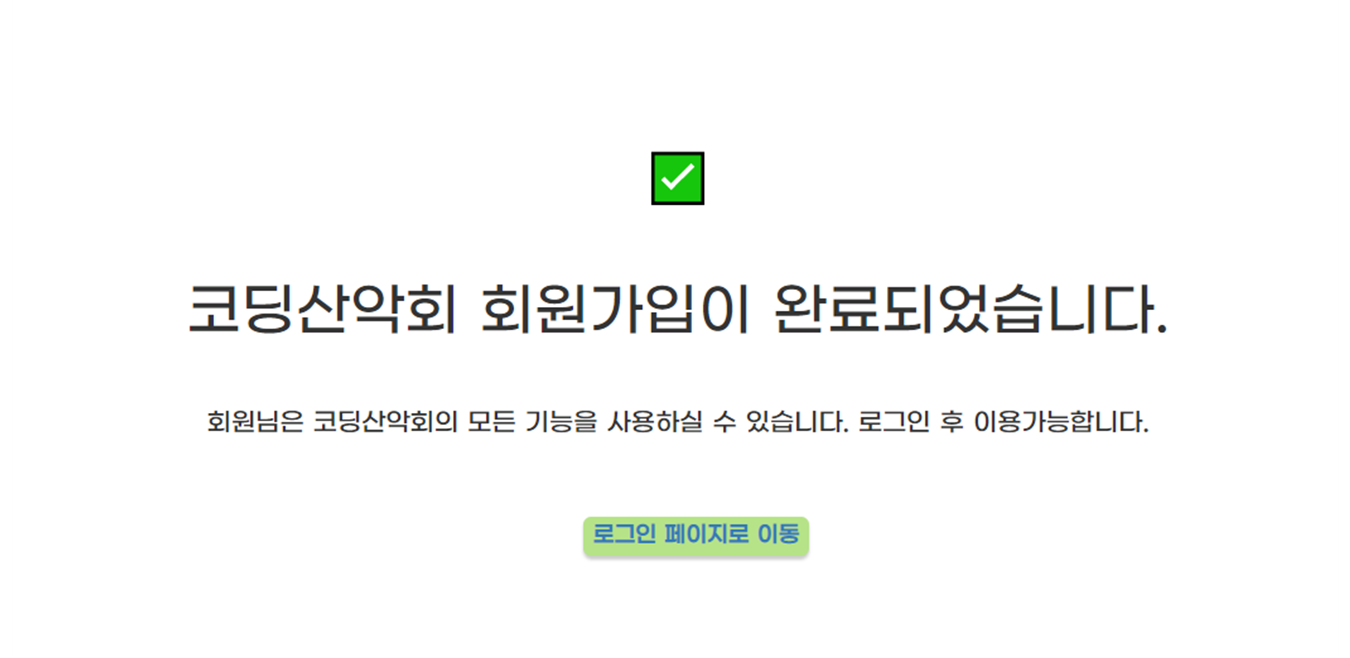 코딩산악회 회원가입이 완료되었습니다.
회원님은 코딩산악회의 모든 기능을 사용하실 수 있습니다. 로그인 후 이용가능합니다.
로그인 페이지로 이동